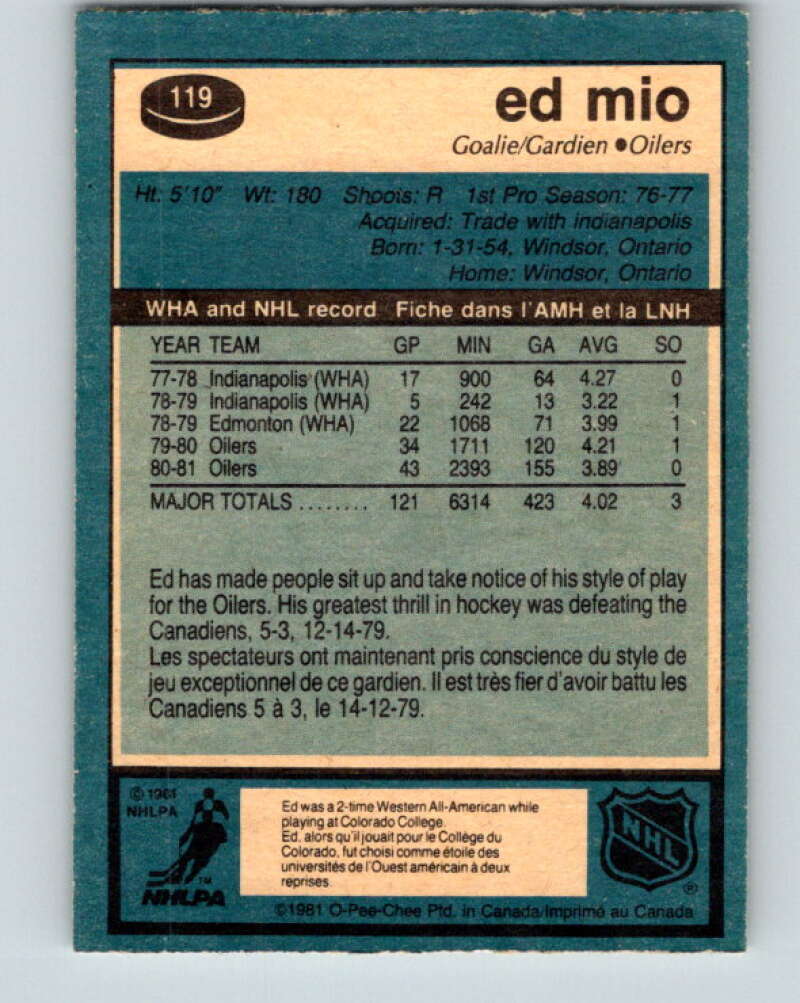 119
ed mio
Goalie/Gardien •Oilers
Ht. 5'10" Wt: 180 Shoots: R 1st Pro Season: 76-77
Acquired: Trade with Indianapolis
Born: 1-31-54, Windsor, Ontario
Home: Windsor, Ontario
WHA and NHL record Fiche dans l'AMH et la LNH
YEAR TEAM GP MIN GA AVG SO
77-78 Indianapolis (WHA) 17 900 64 4.27 0
78-79 Indianapolis (WHA) 5 242 13 3.22 1
78-79 Edmonton (WHA) 22 1068 71 3.99 1
79-80 Oilers 34 1711 120 4.21 1
80-81 Oilers 43 2393 155 3.89 0
MAJOR TOTALS ........ 121 6314 423 4.02 3
Ed has made people sit up and take notice of his style of play
for the Oilers. His greatest thrill in hockey was defeating the
Canadiens, 5-3, 12-14-79.
Les spectateurs ont maintenant pris conscience du style de
jeu exceptionnel de ce gardien. Il est très fier d'avoir battu les
Canadiens 5 à 3, le 14-12-79.
© 1981
NHLPA
TM
NHLPA
Ed was a 2-time Western All-American while
playing at Colorado College.
Ed, alors qu'il jouait pour le Collège du
Colorado, fut choisi comme étoile des
universités de l'Ouest américain à deux
reprises.
NHL
®
©1981 O-Pee-Chee Ptd. in Canada/Imprimé au Canada